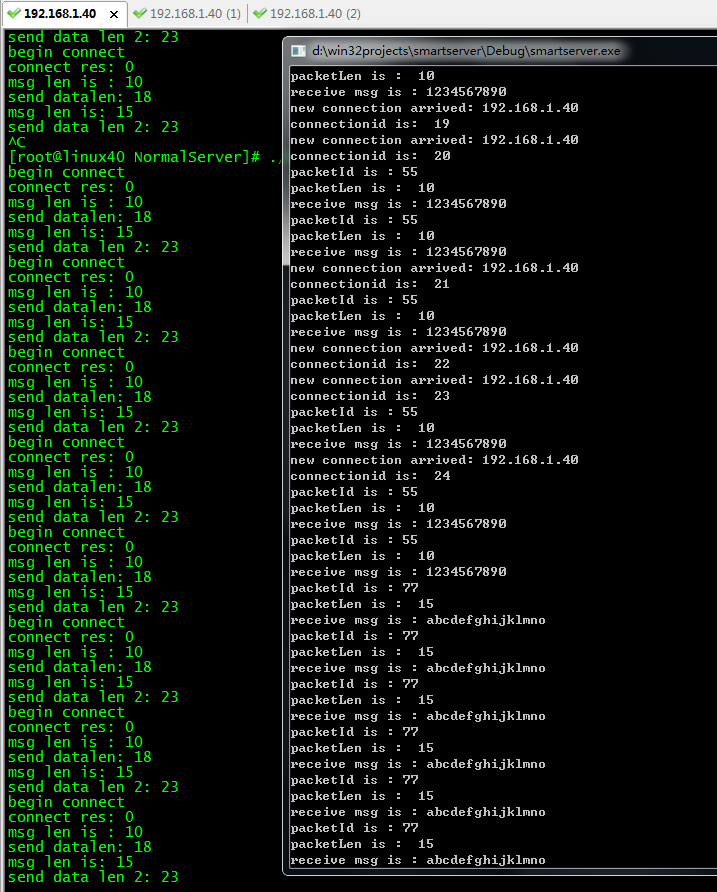 192.168.1.40 × 192.168.1.40 (1) 192.168.1.40 (2)
send data len 2: 23
begin connect
connect res: 0
msg len is : 10
send datalen: 18
msg len is: 15
send data len 2: 23
^C
[root@linux40 NormalServer]# ./
begin connect
connect res: 0
msg len is : 10
send datalen: 18
msg len is: 15
send data len 2: 23
begin connect
connect res: 0
msg len is : 10
send datalen: 18
msg len is: 15
send data len 2: 23
begin connect
connect res: 0
msg len is : 10
send datalen: 18
msg len is: 15
send data len 2: 23
begin connect
connect res: 0
msg len is : 10
send datalen: 18
msg len is: 15
send data len 2: 23
begin connect
connect res: 0
msg len is : 10
send datalen: 18
msg len is: 15
send data len 2: 23
begin connect
connect res: 0
msg len is : 10
send datalen: 18
msg len is: 15
send data len 2: 23
begin connect
connect res: 0
msg len is : 10
send datalen: 18
msg len is: 15
send data len 2: 23
begin connect
connect res: 0
msg len is : 10
send datalen: 18
msg len is: 15
send data len 2: 23
d:\win32projects\smartserver\Debug\smartserver.exe
packetLen is :  10
receive msg is : 1234567890
new connection arrived: 192.168.1.40
connectionid is:  19
new connection arrived: 192.168.1.40
connectionid is:  20
packetId is : 55
packetLen is :  10
receive msg is : 1234567890
packetId is : 55
packetLen is :  10
receive msg is : 1234567890
new connection arrived: 192.168.1.40
connectionid is:  21
packetId is : 55
packetLen is :  10
receive msg is : 1234567890
new connection arrived: 192.168.1.40
connectionid is:  22
new connection arrived: 192.168.1.40
connectionid is:  23
packetId is : 55
packetLen is :  10
receive msg is : 1234567890
new connection arrived: 192.168.1.40
connectionid is:  24
packetId is : 55
packetLen is :  10
receive msg is : 1234567890
packetId is : 55
packetLen is :  10
receive msg is : 1234567890
packetId is : 77
packetLen is :  15
receive msg is : abcdefghijklmno
packetId is : 77
packetLen is :  15
receive msg is : abcdefghijklmno
packetId is : 77
packetLen is :  15
receive msg is : abcdefghijklmno
packetId is : 77
packetLen is :  15
receive msg is : abcdefghijklmno
packetId is : 77
packetLen is :  15
receive msg is : abcdefghijklmno
packetId is : 77
packetLen is :  15
receive msg is : abcdefghijklmno